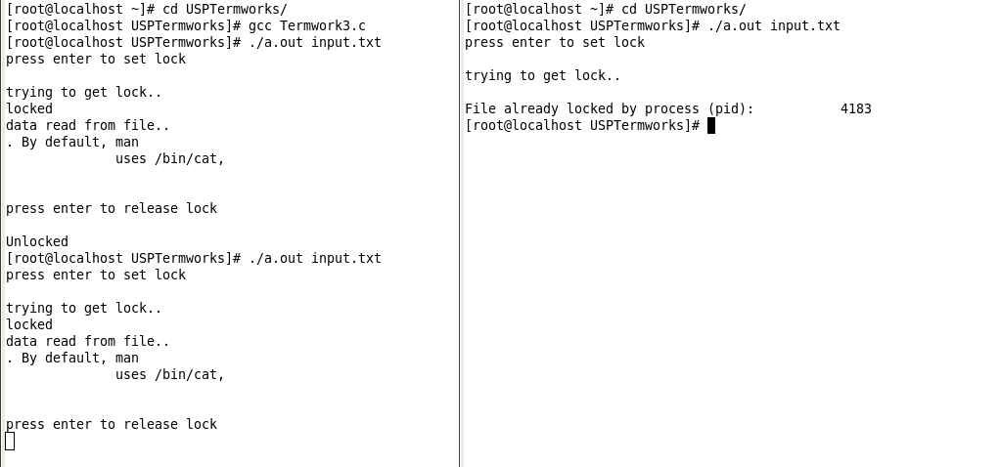 [root@localhost ~]# cd USPTermworks/
[root@localhost USPTermworks]# gcc Termwork3.c
[root@localhost USPTermworks]# ./a.out input.txt
press enter to set lock
trying to get lock..
locked
data read from file..
. By default, man
uses /bin/cat,
press enter to release lock
Unlocked
[root@localhost USPTermworks]# ./a.out input.txt
press enter to set lock
trying to get lock..
locked
data read from file..
. By default, man
uses /bin/cat,
press enter to release lock
[root@localhost ~]# cd USPTermworks/
[root@localhost USPTermworks]# ./a.out input.txt
press enter to set lock
trying to get lock..
File already locked by process (pid): 4183
[root@localhost USPTermworks]#